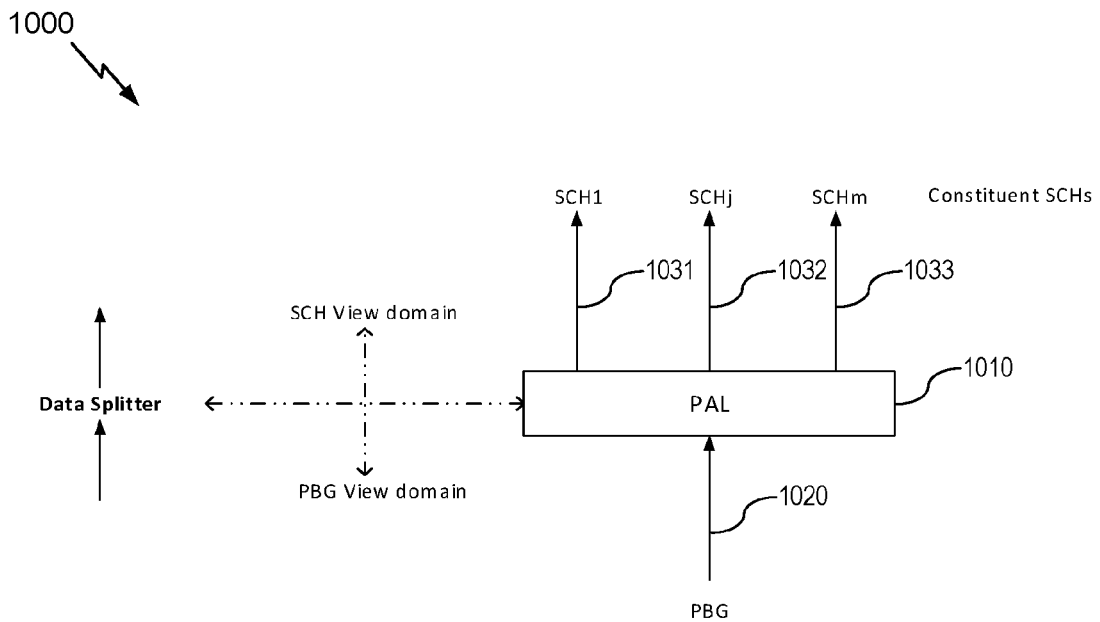 1000
SCH1 SCHj SCHm Constituent SCHs
1031 1032 1033
SCH View domain
1010
Data Splitter
PAL
PBG View domain
1020
PBG